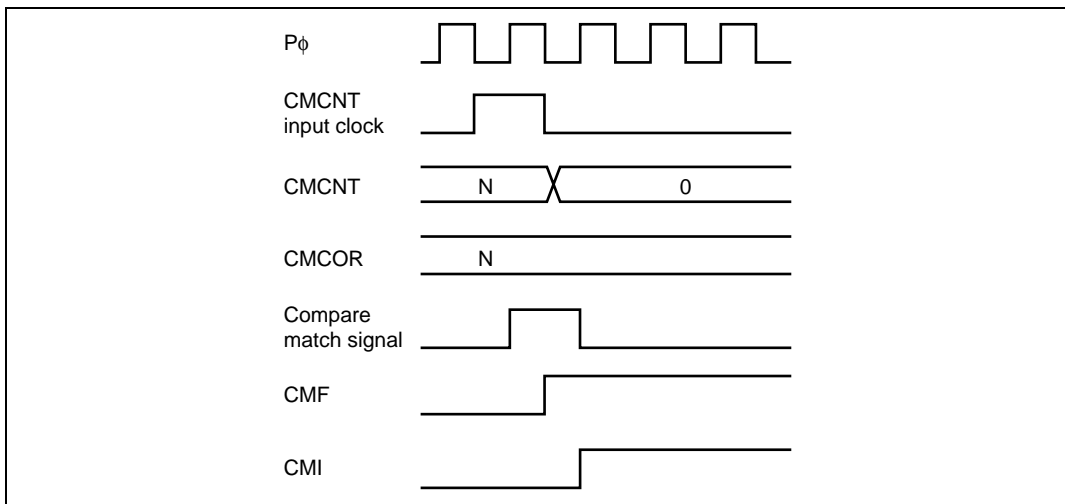 Pϕ
CMCNT
input clock
CMCNT
N
0
CMCOR
N
Compare
match signal
CMF
CMI